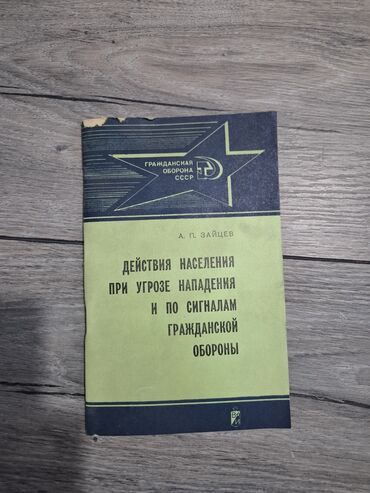 ГРАЖДАНСКАЯ
ОБОРОНА
СССР
А. П. ЗАЙЦЕВ
ДЕЙСТВИЯ НАСЕЛЕНИЯ
ПРИ УГРОЗЕ НАПАДЕНИЯ
И ПО СИГНАЛАМ
ГРАЖДАНСКОЙ
ОБОРОНЫ